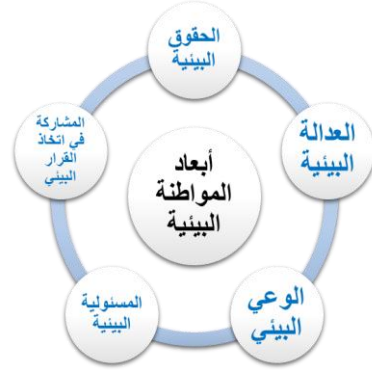 الحقوق
البيئية
العدالة
البيئية
الوعي
البيئي
المسئولية
البيئية
المشاركة
في اتخاذ
القرار
البيئي
أبعاد
المواطنة
البيئية